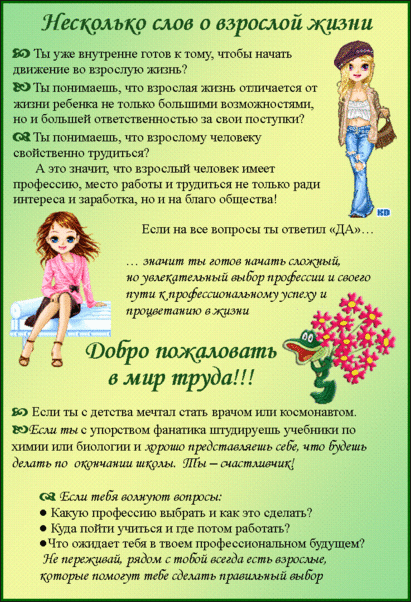 Несколько слов о взрослой жизни
Ты уже внутренне готов к тому, чтобы начать
движение во взрослую жизнь?
Ты понимаешь, что взрослая жизнь отличается от
жизни ребенка не только большими возможностями,
но и большей ответственностью за свои поступки?
Ты понимаешь, что взрослому человеку
свойственно трудиться?
А это значит, что взрослый человек имеет
профессию, место работы и трудиться не только ради
интереса и заработка, но и на благо общества!
KD
Если на все вопросы ты ответил «ДА»…
… значит ты готов начать сложный,
но увлекательный выбор профессии и своего
пути к профессиональному успеху и
процветанию в жизни
Добро пожаловать
в мир труда!!!
Если ты с детства мечтал стать врачом или космонавтом.
Если ты с упорством фанатика штудируешь учебники по
химии или биологии и хорошо представляешь себе, что будешь
делать по окончании школы. Ты – счастливчик!
Если тебя волнуют вопросы:
● Какую профессию выбрать и как это сделать?
● Куда пойти учиться и где потом работать?
●Что ожидает тебя в твоем профессиональном будущем?
Не переживай, рядом с тобой всегда есть взрослые,
которые помогут тебе сделать правильный выбор